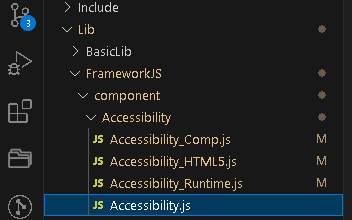 Include
Lib
3
BasicLib
FrameworkJS
component
Accessibility
JS Accessibility_Comp.js M
JS Accessibility_HTML5.js M
JS Accessibility_Runtime.js M
JS Accessibility.js